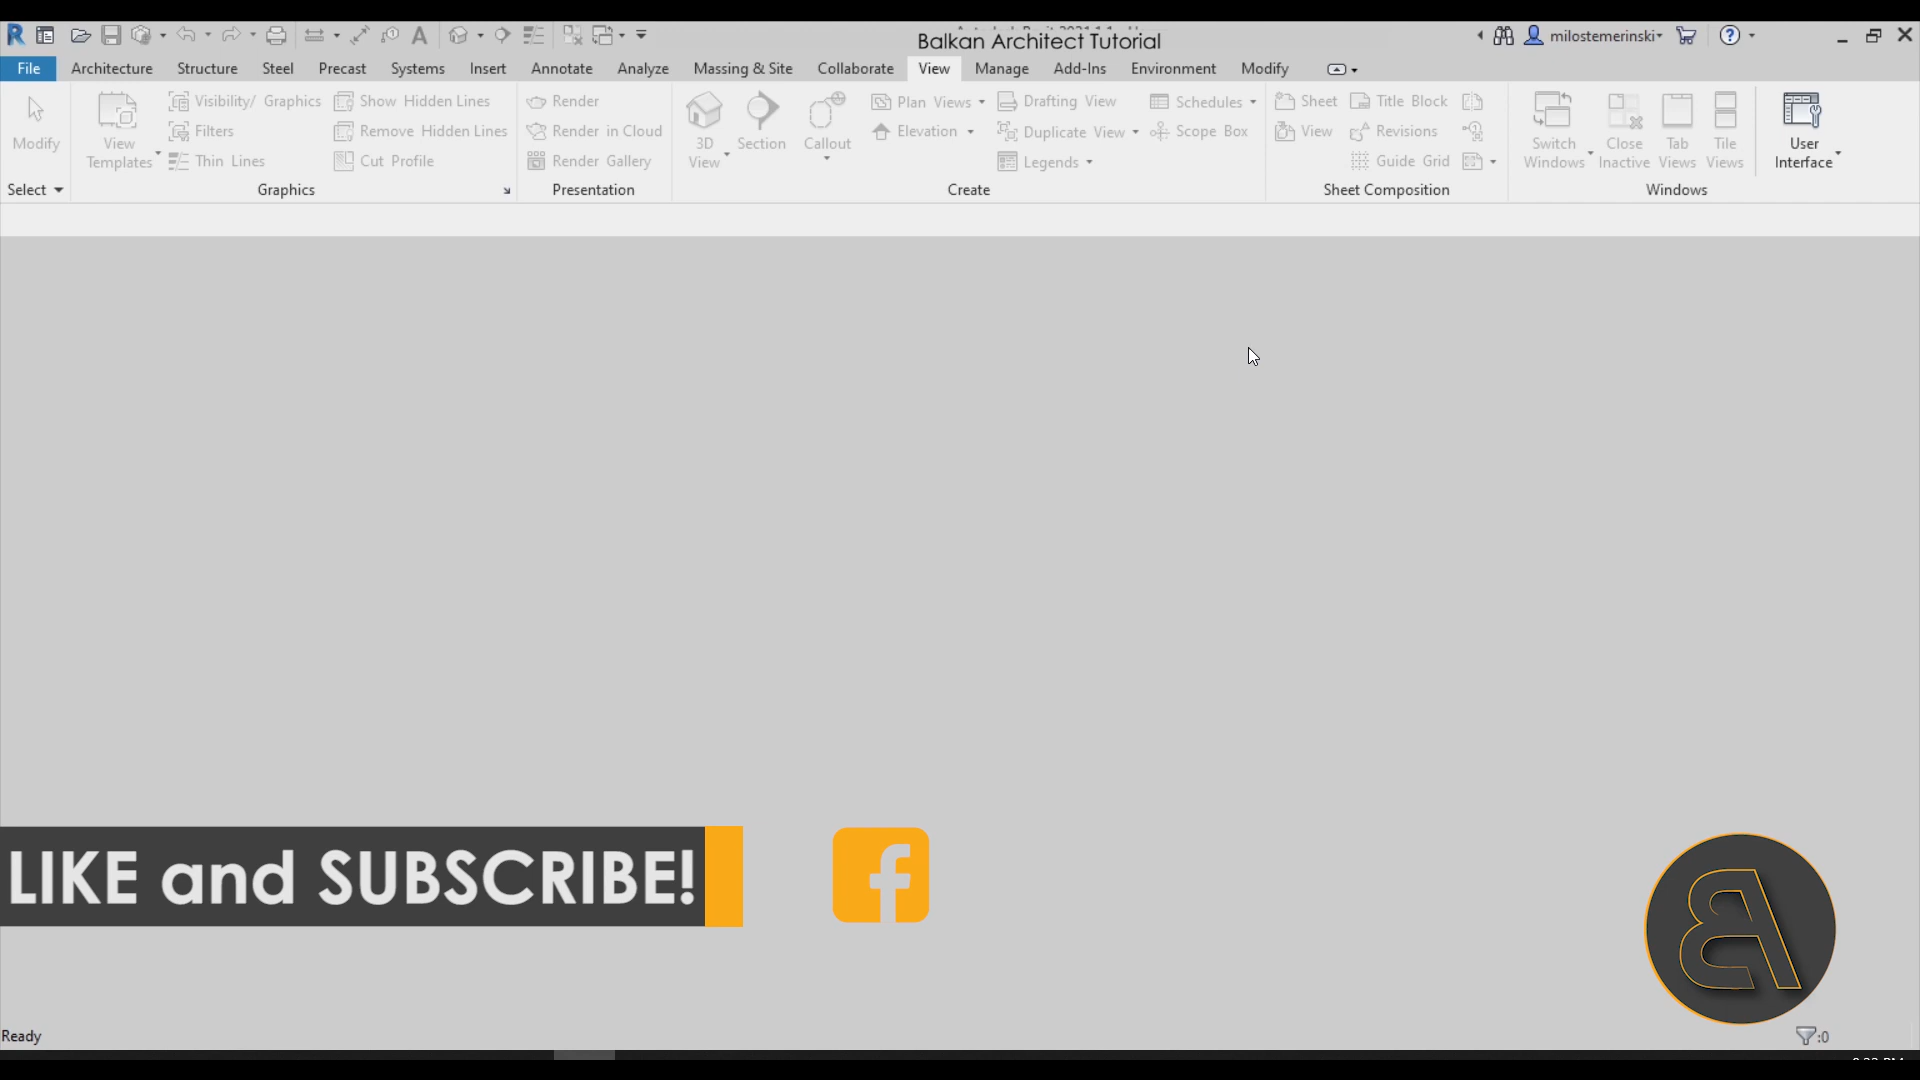 Balkan Architect Tutorial
milostemerinski
File Architecture Structure Steel Precast Systems Insert Annotate Analyze Massing & Site Collaborate View Manage Add-Ins Environment Modify
Modify
Select
View
Templates
Visibility/ Graphics
Filters
Thin Lines
Show Hidden Lines
Remove Hidden Lines
Cut Profile
Graphics
Render
Render in Cloud
Render Gallery
Presentation
3D
View
Section
Callout
Plan Views
Elevation
Drafting View
Duplicate View
Legends
Schedules
Scope Box
Create
Sheet
View
Title Block
Revisions
Guide Grid
Sheet Composition
Switch
Windows
Close
Inactive
Tab
Views
Tile
Views
Windows
User
Interface
LIKE and SUBSCRIBE!
Ready
:0